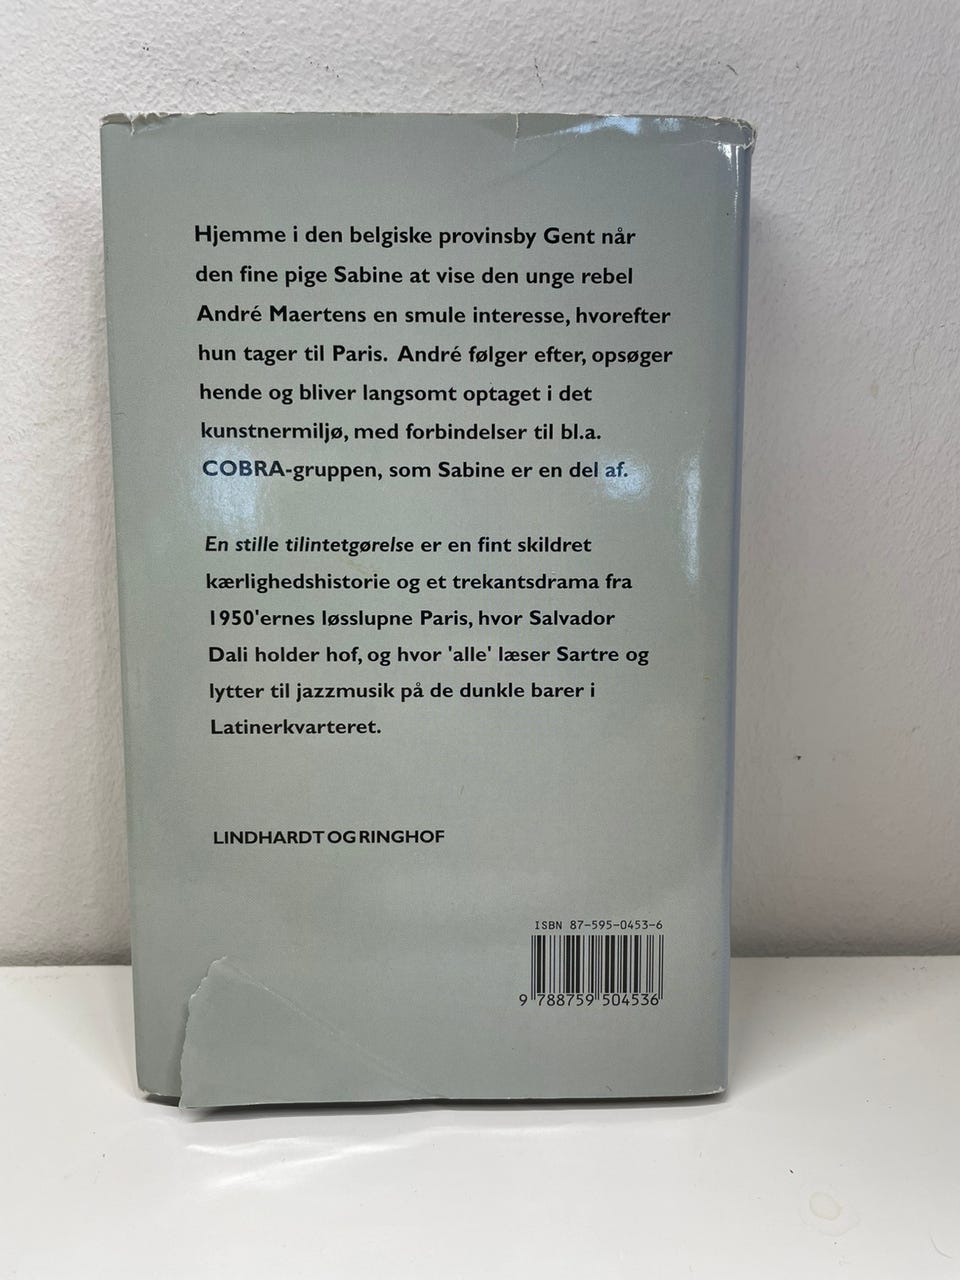 Hjemme i den belgiske provinsby Gent når
den fine pige Sabine at vise den unge rebel
André Maertens en smule interesse, hvorefter
hun tager til Paris. André følger efter, opsøger
hende og bliver langsomt optaget i det
kunstnermiljø, med forbindelser til bl.a.
COBRA-gruppen, som Sabine er en del af.
En stille tilintetgørelse er en fint skildret
kærlighedshistorie og et trekantsdrama fra
1950'ernes løsslupne Paris, hvor Salvador
Dali holder hof, og hvor 'alle' læser Sartre og
lytter til jazzmusik på de dunkle barer i
Latinerkvarteret.
LINDHARDT OG RINGHOF
ISBN 87-595-0453-6
9 788759 504536